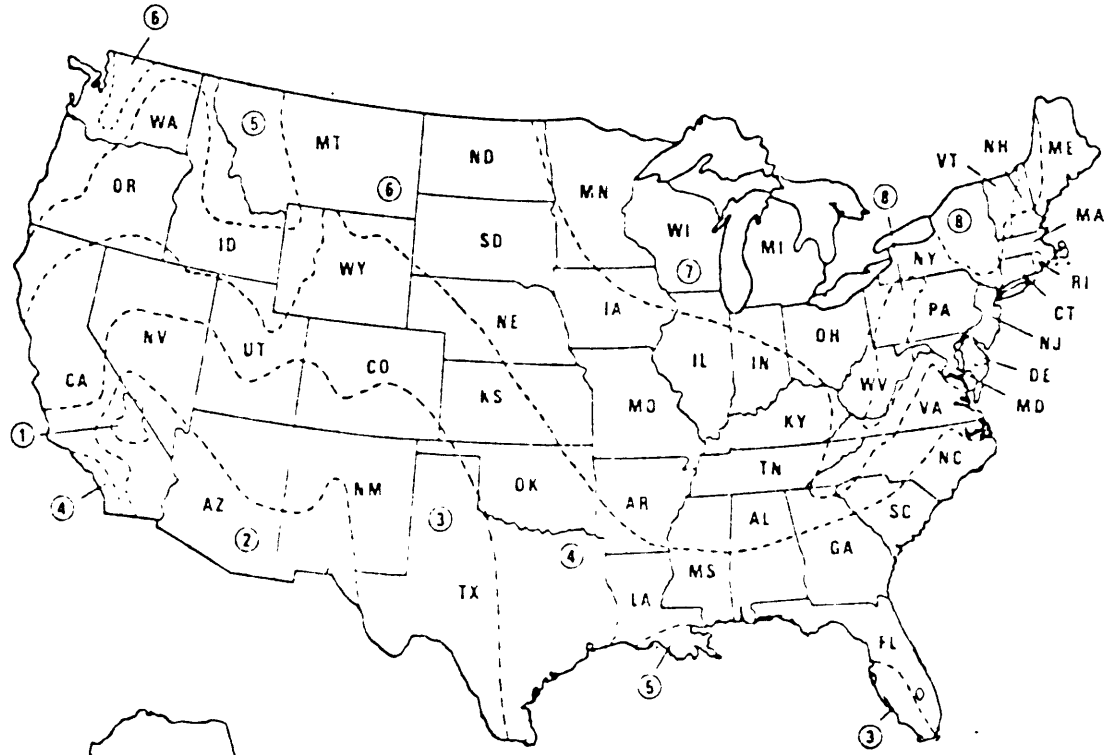 ⑥
WA
⑤
MT
ND
MN
VT
NH
ME
OR
⑥
⑧
⑧
MA
ID
WY
SD
WI
MI
NY
RI
⑦
CT
NV
UT
NE
IA
PA
NJ
CA
CO
KS
IL
IN
OH
WV
DE
①
MO
KY
VA
MD
④
AZ
NM
OK
AR
TN
NC
②
③
④
AL
SC
GA
TX
MS
LA
⑤
FL
③